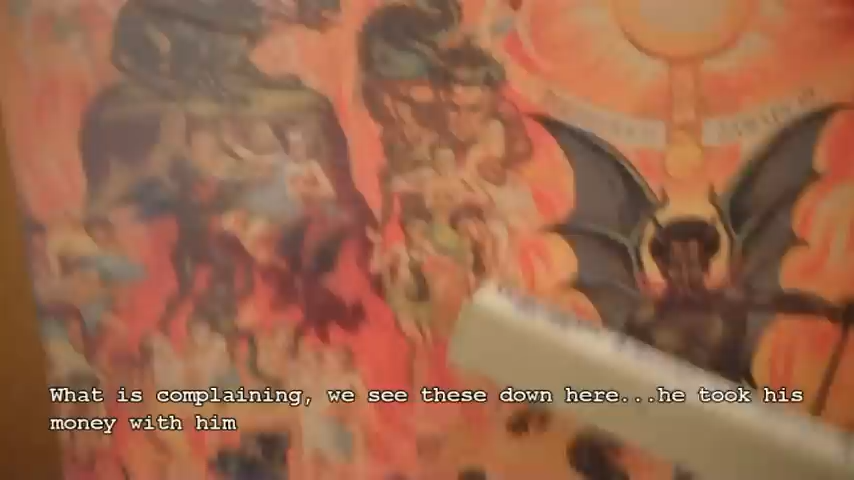 What is complaining, we see these down here...he took his
money with him